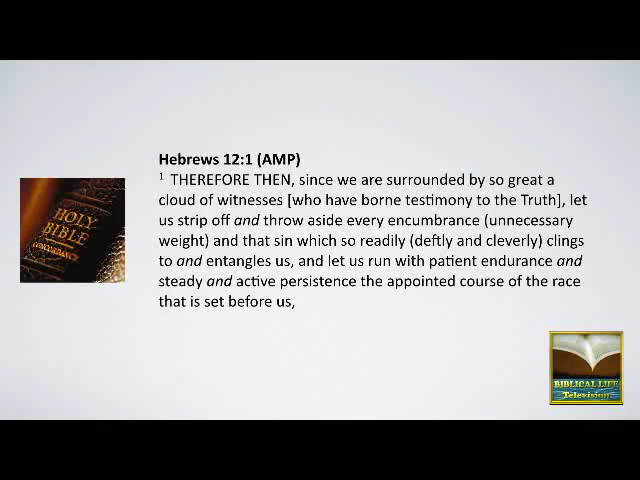 Hebrews 12:1 (AMP)
1 THEREFORE THEN, since we are surrounded by so great a
cloud of witnesses [who have borne testimony to the Truth], let
us strip off and throw aside every encumbrance (unnecessary
weight) and that sin which so readily (deftly and cleverly) clings
to and entangles us, and let us run with patient endurance and
steady and active persistence the appointed course of the race
that is set before us,
HOLY
BIBLE
CONCORDANCE
BIBLICAL LIFE
Television